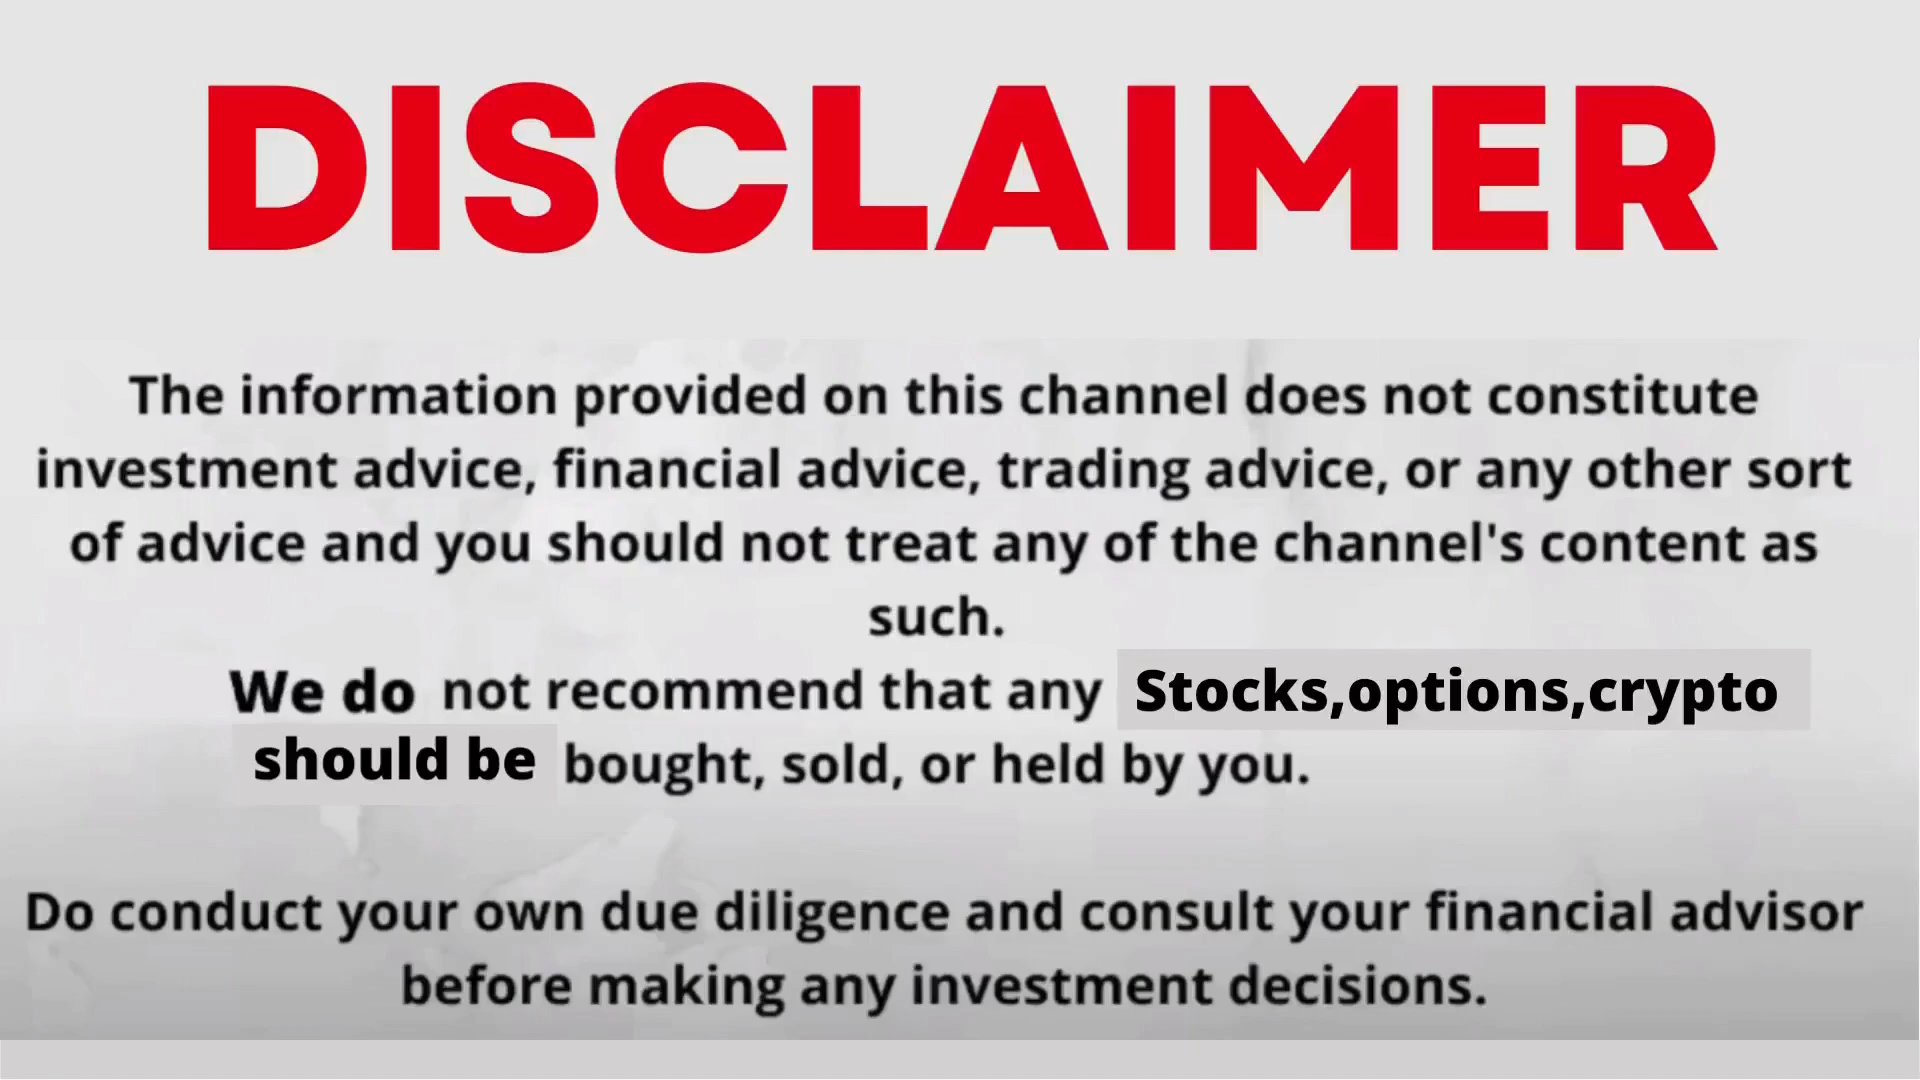 DISCLAIMER
The information provided on this channel does not constitute
investment advice, financial advice, trading advice, or any other sort
of advice and you should not treat any of the channel's content as
such.
We do not recommend that any Stocks,options,crypto
should be bought, sold, or held by you.
Do conduct your own due diligence and consult your financial advisor
before making any investment decisions.